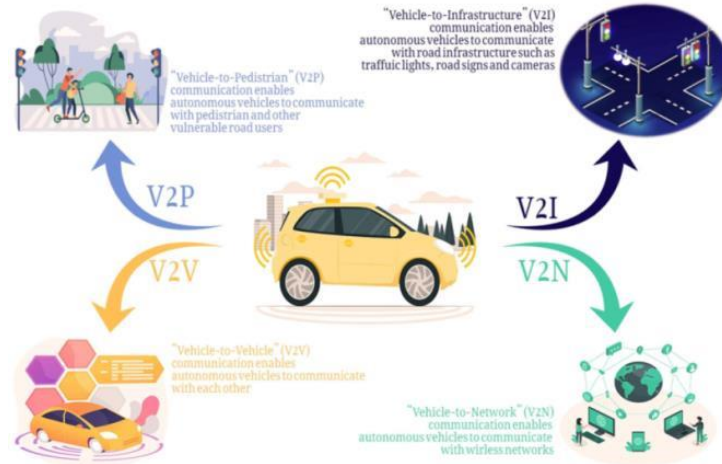 "Vehicle-to-Pedistrian" (V2P)
communication enables
autonomous vehicles to communicate
with pedistrian and other
vulnerable road users
"Vehicle-to-Infrastructure" (V2I)
communication enables
autonomous vehicles to communicate
with road infrastructure such as
traffuic lights, road signs and cameras
V2P
V2I
V2V
V2N
"Vehicle-to-Vehicle" (V2V)
communication enables
autonomous vehicles to communicate
with each other
"Vehicle-to-Network" (V2N)
communication enables
autonomous vehicles to communicate
with wirless networks